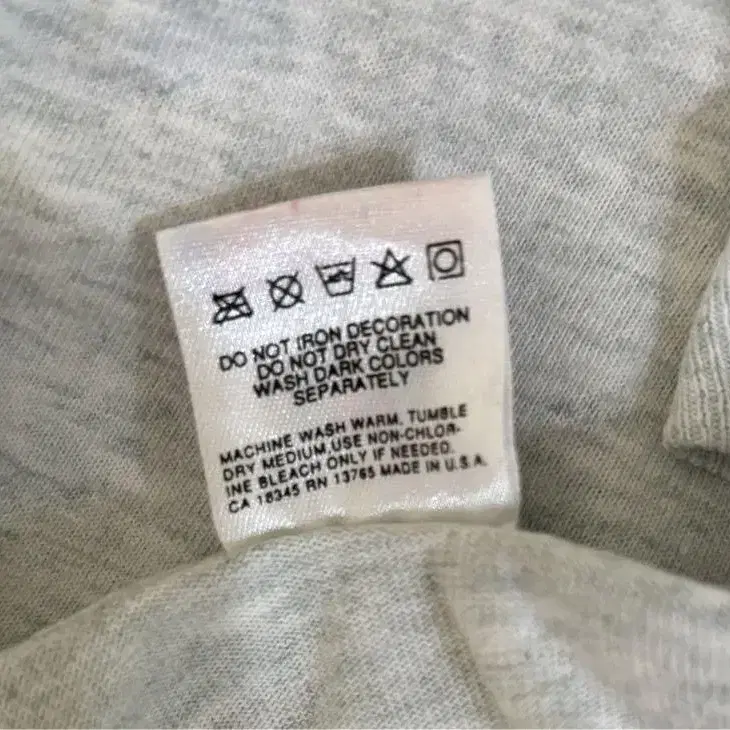 DO NOT IRON DECORATION
DO NOT DRY CLEAN
WASH DARK COLORS
SEPARATELY
MACHINE WASH WARM, TUMBLE
DRY MEDIUM, USE NON-CHLOR-
INE BLEACH ONLY IF NEEDED.
CA 18345 RN 13765 MADE IN U.S.A.